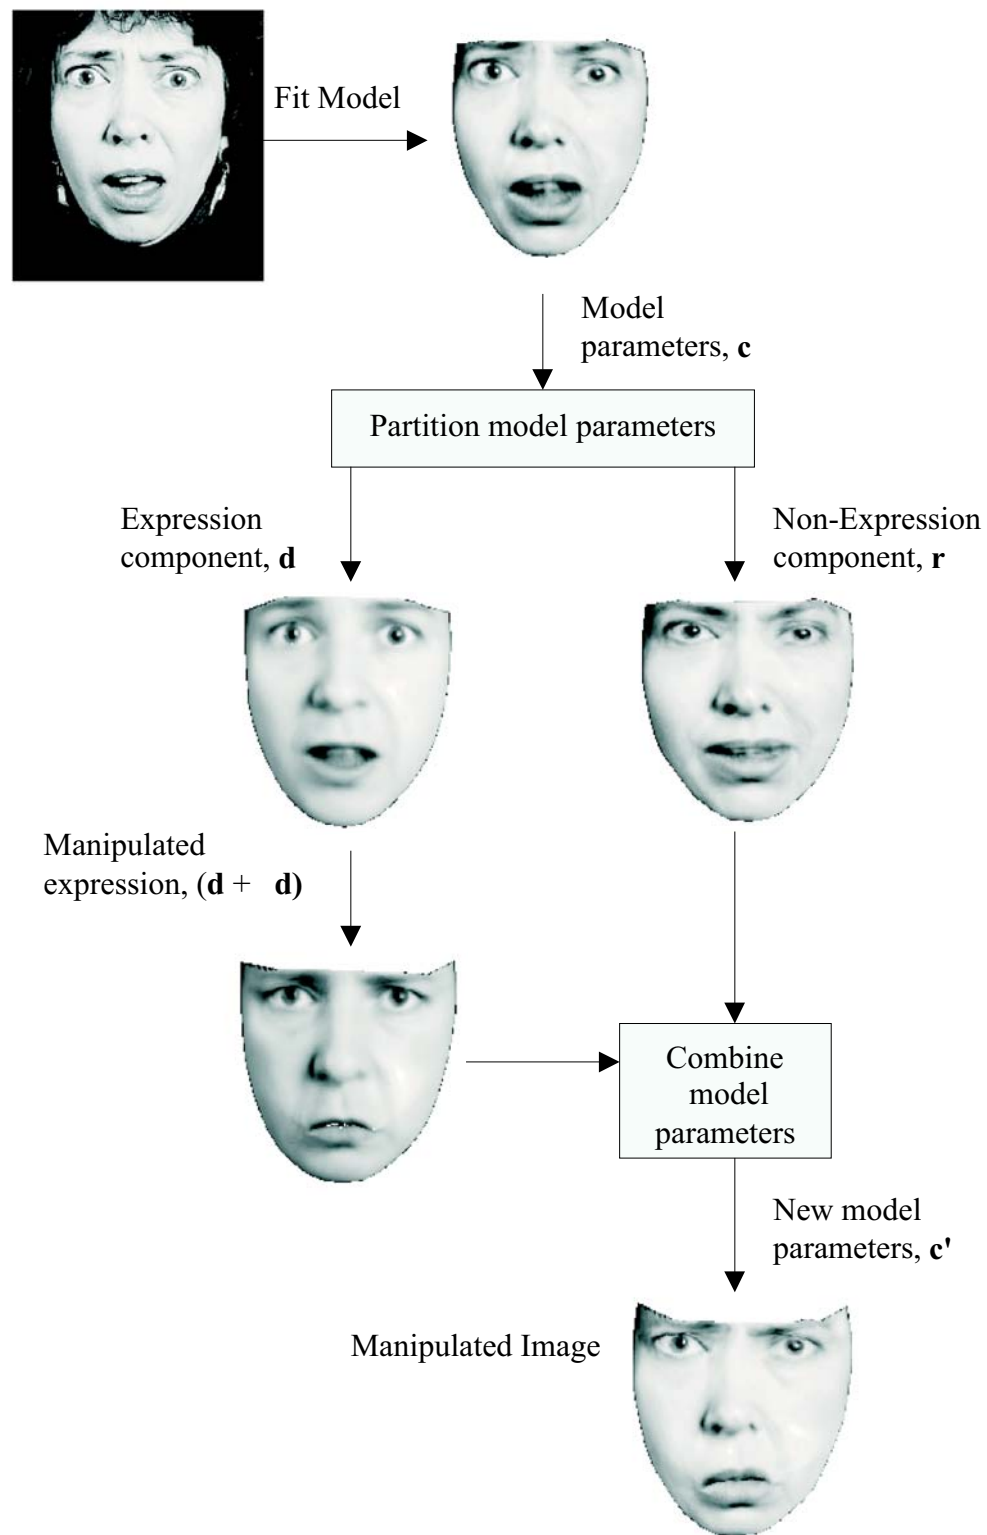 Fit Model
Model
parameters, c
Partition model parameters
Expression
component, d
Non-Expression
component, r
Manipulated
expression, (d + d)
Combine
model
parameters
New model
parameters, c'
Manipulated Image